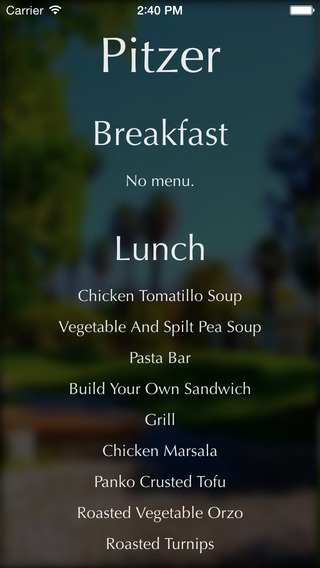 Carrier 2:40 PM
Pitzer
Breakfast
No menu.
Lunch
Chicken Tomatillo Soup
Vegetable And Spilt Pea Soup
Pasta Bar
Build Your Own Sandwich
Grill
Chicken Marsala
Panko Crusted Tofu
Roasted Vegetable Orzo
Roasted Turnips